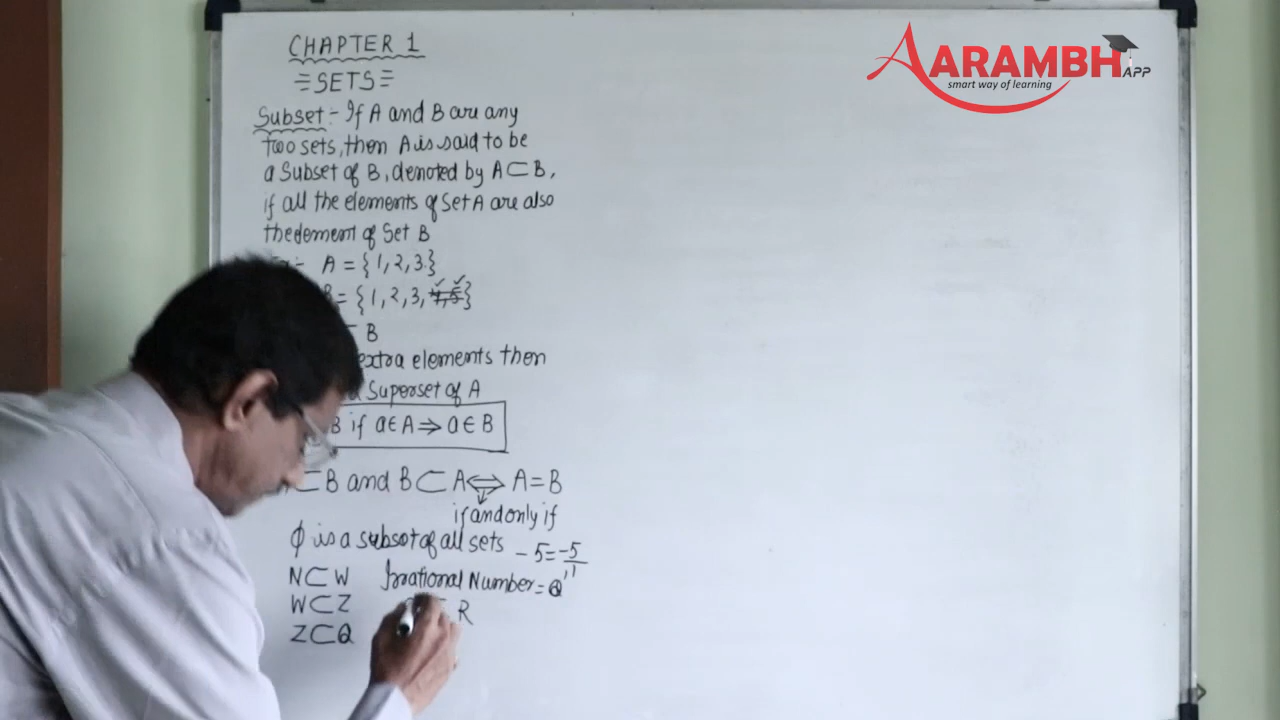 CHAPTER 1
SETS
Subset:- If A and B are any
two sets, then A is said to be
a Subset of B, denoted by A⊂B,
if all the elements of Set A are also
the element of Set B
A = {1,2,3.}
= {1,2,3,4,5}
B
extra elements then
Superset of A
B if a∈A ⇒ a∈B
⊂B and B⊂A ⇔ A=B
if and only if
ϕ is a subset of all sets
-5=-5/1
N⊂W Irrational Number = Q'
W⊂Z R
Z⊂Q
AARAMBH APP
smart way of learning